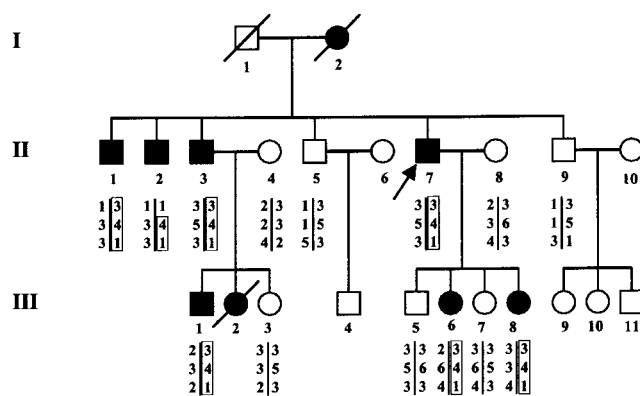 I
1 2
II
1 2 3 4 5 6 7 8 9 10
1 3 1 1 3 3 2 3 1 3 3 3 2 3 1 3
3 4 3 4 5 4 2 3 1 5 5 4 3 6 1 5
3 1 3 1 3 1 4 2 5 3 3 1 4 3 3 1
III
1 2 3 4 5 6 7 8 9 10 11
2 3 3 3 3 3 2 3 3 3 3 3
3 4 3 5 5 6 6 4 6 5 3 4
2 1 2 3 3 3 4 1 4 3 4 1